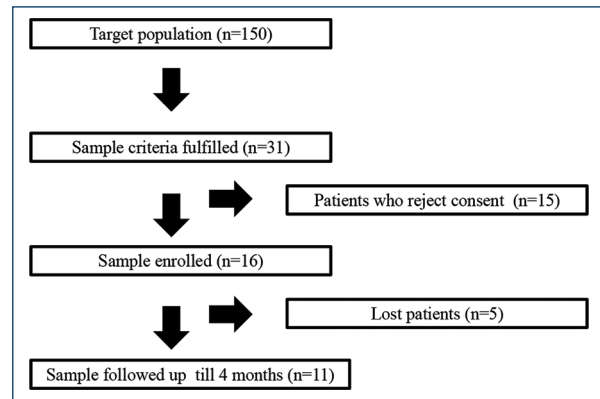 Target population (n=150)
Sample criteria fulfilled (n=31)
Patients who reject consent (n=15)
Sample enrolled (n=16)
Lost patients (n=5)
Sample followed up till 4 months (n=11)